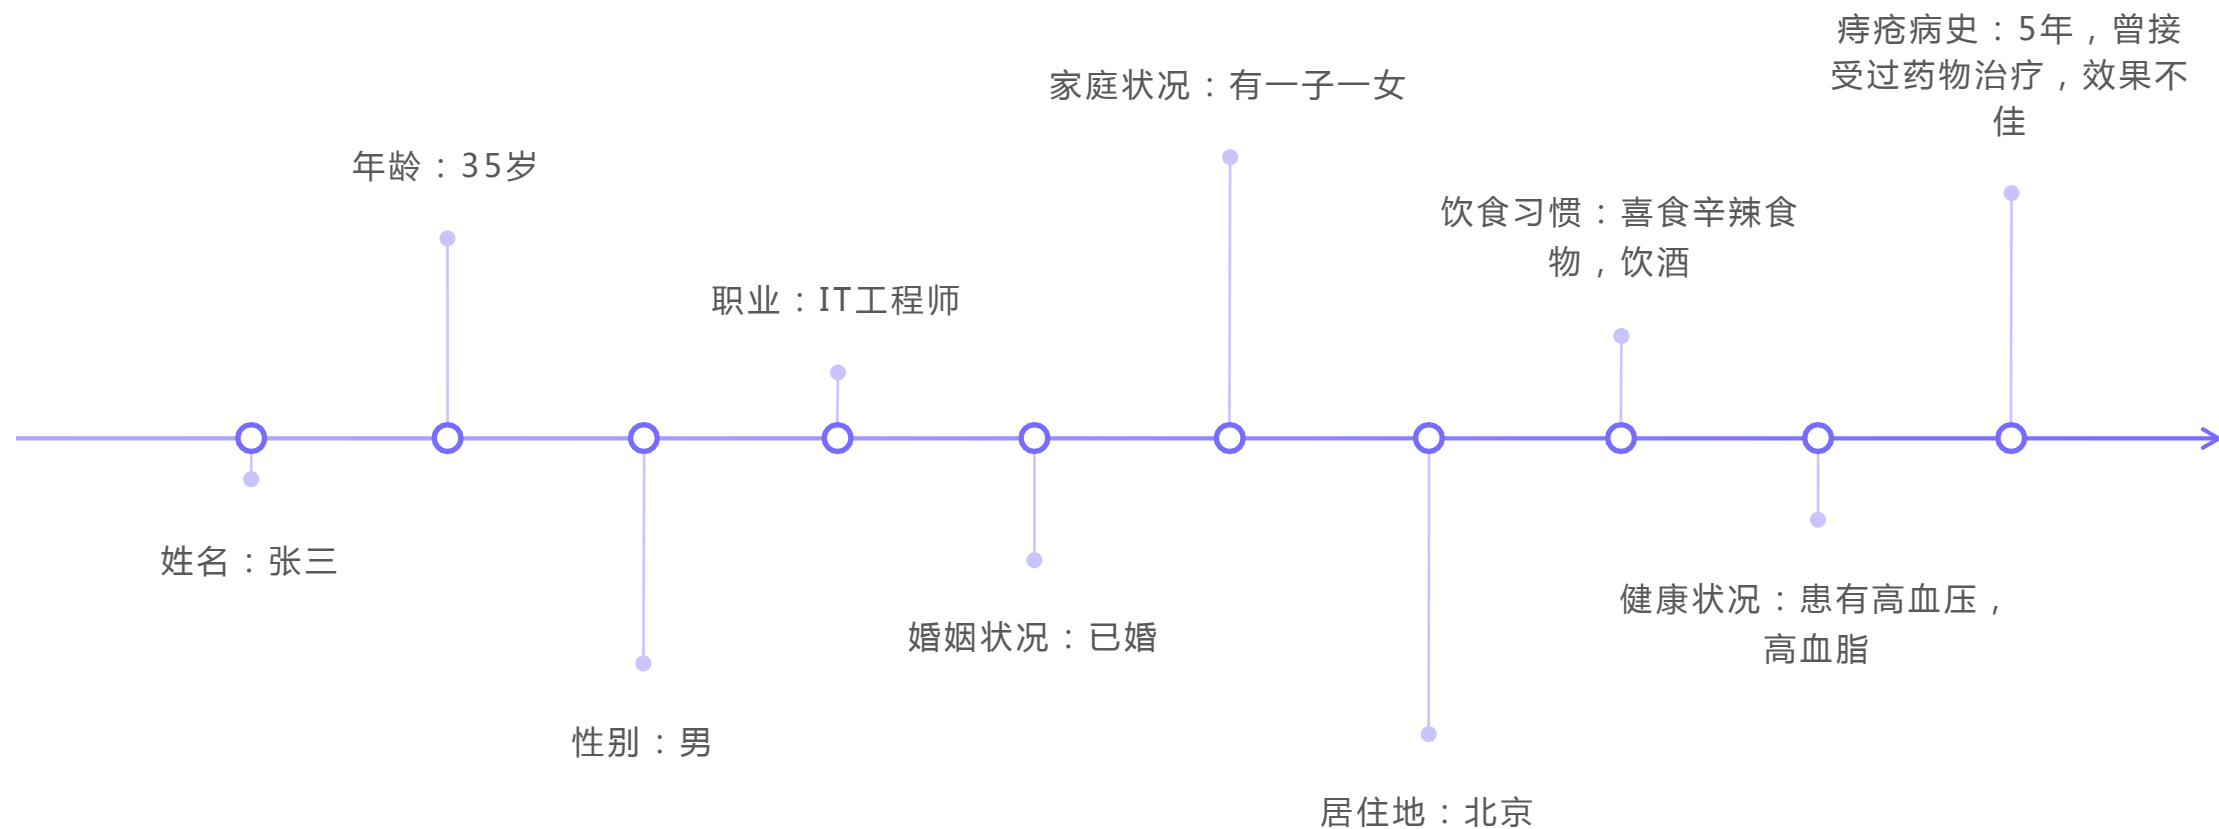 姓名：张三
年龄：35岁
性别：男
职业：IT工程师
婚姻状况：已婚
家庭状况：有一子一女
居住地：北京
饮食习惯：喜食辛辣食
物，饮酒
健康状况：患有高血压，
高血脂
痔疮病史：5年，曾接
受过药物治疗，效果不
佳